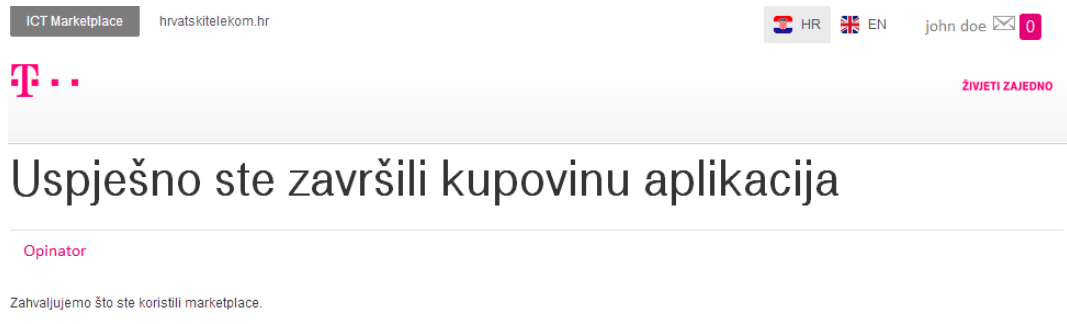 ICT Marketplace hrvatskitelekom.hr HR EN john doe 0
T
ŽIVJETI ZAJEDNO
Uspješno ste završili kupovinu aplikacija
Opinator
Zahvaljujemo što ste koristili marketplace.